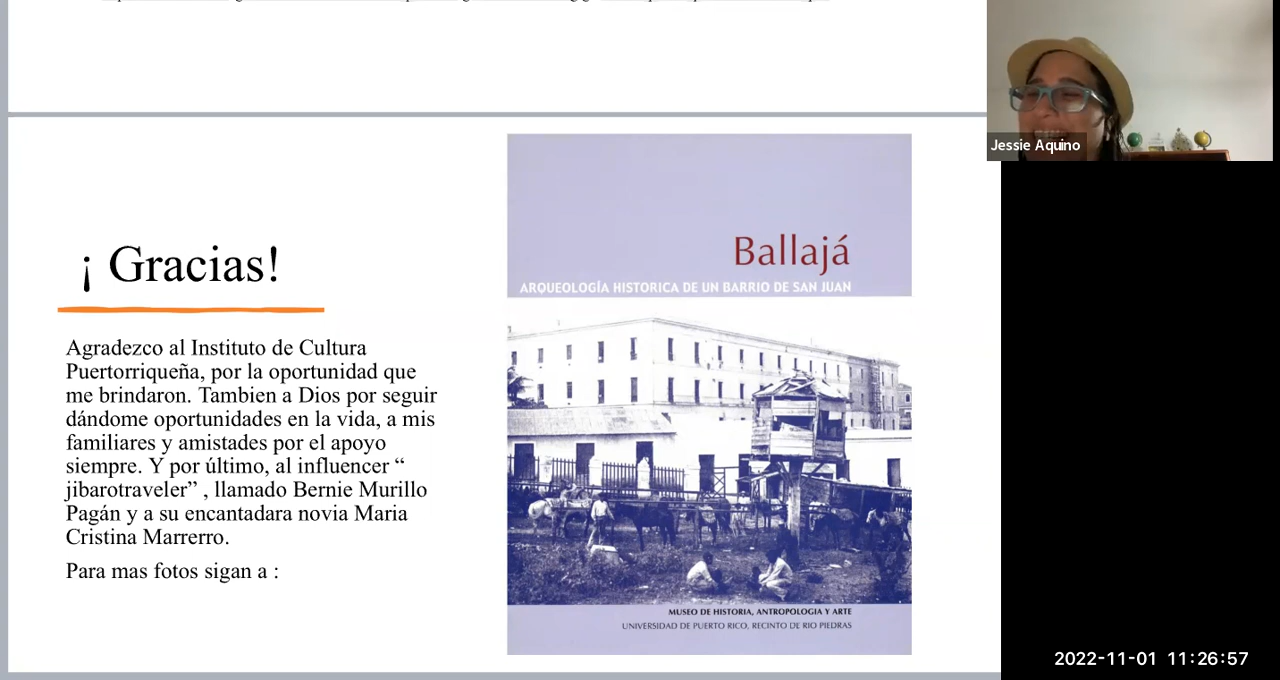 ¡ Gracias!
Agradezco al Instituto de Cultura
Puertorriqueña, por la oportunidad que
me brindaron. Tambien a Dios por seguir
dándome oportunidades en la vida, a mis
familiares y amistades por el apoyo
siempre. Y por último, al influencer “
jibarotraveler” , llamado Bernie Murillo
Pagán y a su encantadara novia Maria
Cristina Marrerro.
Para mas fotos sigan a :
Ballajá
ARQUEOLOGÍA HISTORICA DE UN BARRIO DE SAN JUAN
MUSEO DE HISTORIA, ANTROPOLOGIA Y ARTE
UNIVERSIDAD DE PUERTO RICO, RECINTO DE RIO PIEDRAS
Jessie Aquino
2022-11-01 11:26:57